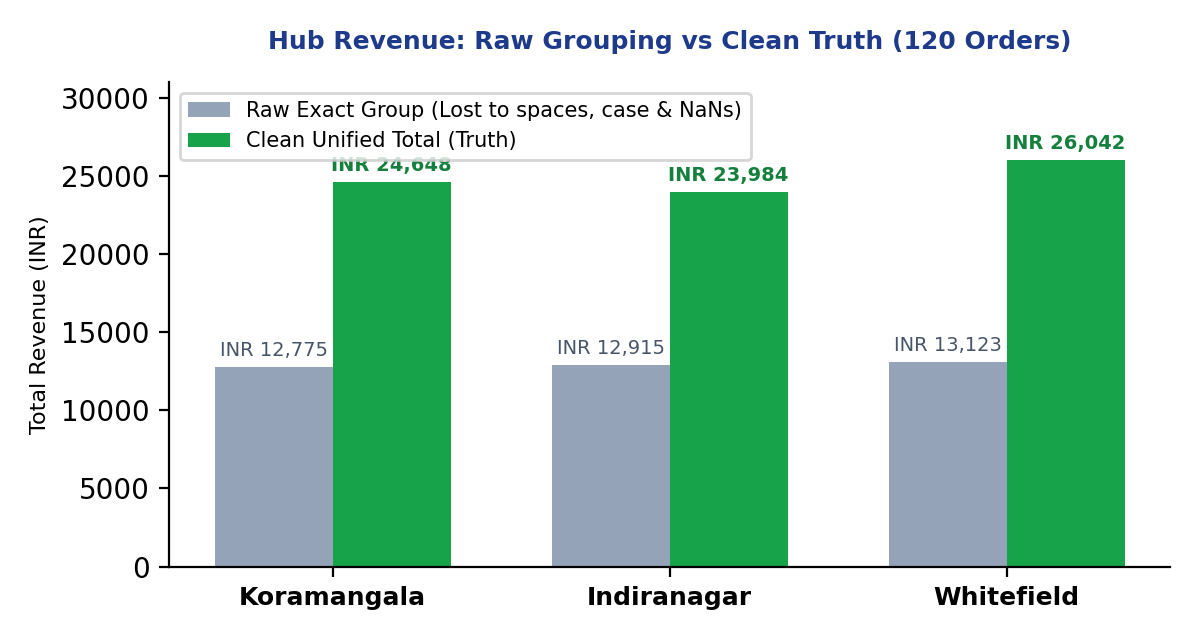 Hub Revenue: Raw Grouping vs Clean Truth (120 Orders)
Raw Exact Group (Lost to spaces, case & NaNs)
Clean Unified Total (Truth)
Total Revenue (INR)
30000
25000
20000
15000
10000
5000
0
INR 12,775
INR 24,648
INR 12,915
INR 23,984
INR 13,123
INR 26,042
Koramangala
Indiranagar
Whitefield